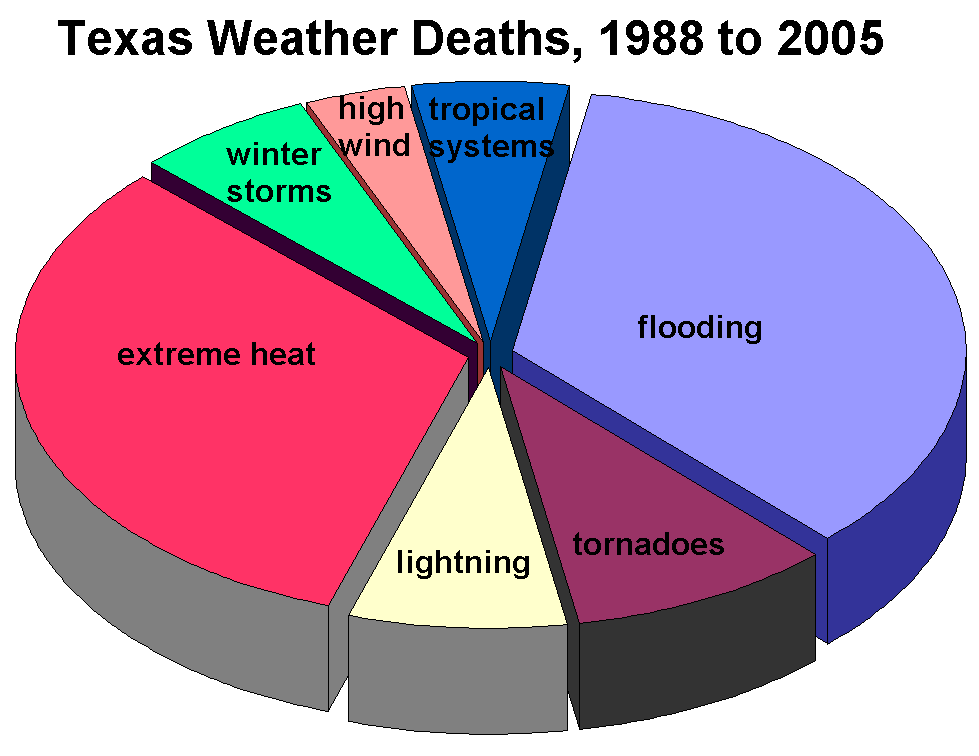 Texas Weather Deaths, 1988 to 2005
high
wind
tropical
systems
winter
storms
flooding
extreme heat
tornadoes
lightning